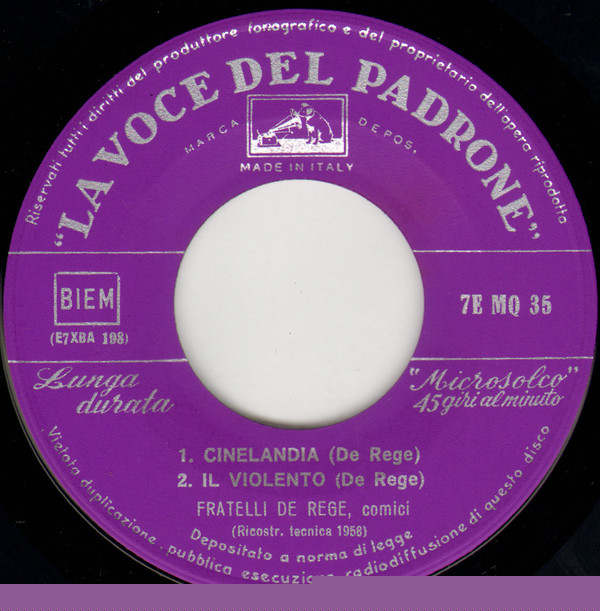 Riservati tutti i diritti del produttore fonografico e del proprietario dell'opera riprodotta
"LA VOCE DEL PADRONE"
MARCA DEPOS.
MADE IN ITALY
BIEM
(E7XBA 198)
7E MQ 35
Lunga
durata
"Microsolco"
45 giri al minuto
1. CINELANDIA (De Rege)
2. IL VIOLENTO (De Rege)
FRATELLI DE REGE, comici
(Ricostr. tecnica 1958)
Depositato a norma di legge
Vietata duplicazione, pubblica esecuzione radiodiffusione di questo disco